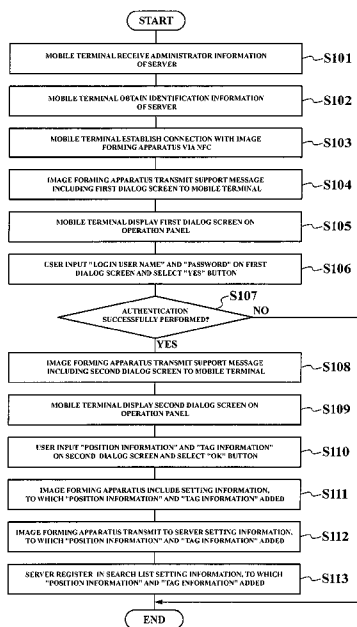 START
MOBILE TERMINAL RECEIVE ADMINISTRATOR INFORMATION
OF SERVER
S101
MOBILE TERMINAL OBTAIN IDENTIFICATION INFORMATION
OF SERVER
S102
MOBILE TERMINAL ESTABLISH CONNECTION WITH IMAGE
FORMING APPARATUS VIA NFC
S103
IMAGE FORMING APPARATUS TRANSMIT SUPPORT MESSAGE
INCLUDING FIRST DIALOG SCREEN TO MOBILE TERMINAL
S104
MOBILE TERMINAL DISPLAY FIRST DIALOG SCREEN ON
OPERATION PANEL
S105
USER INPUT "LOGIN USER NAME" AND "PASSWORD" ON FIRST
DIALOG SCREEN AND SELECT "YES" BUTTON
S106
S107
AUTHENTICATION
SUCCESSFULLY PERFORMED?
NO
YES
IMAGE FORMING APPARATUS TRANSMIT SUPPORT MESSAGE
INCLUDING SECOND DIALOG SCREEN TO MOBILE TERMINAL
S108
MOBILE TERMINAL DISPLAY SECOND DIALOG SCREEN ON
OPERATION PANEL
S109
USER INPUT "POSITION INFORMATION" AND "TAG INFORMATION"
ON SECOND DIALOG SCREEN AND SELECT "OK" BUTTON
S110
IMAGE FORMING APPARATUS INCLUDE SETTING INFORMATION,
TO WHICH "POSITION INFORMATION" AND "TAG INFORMATION" ADDED
S111
IMAGE FORMING APPARATUS TRANSMIT TO SERVER SETTING INFORMATION,
TO WHICH "POSITION INFORMATION" AND "TAG INFORMATION" ADDED
S112
SERVER REGISTER IN SEARCH LIST SETTING INFORMATION, TO WHICH
"POSITION INFORMATION" AND "TAG INFORMATION" ADDED
S113
END